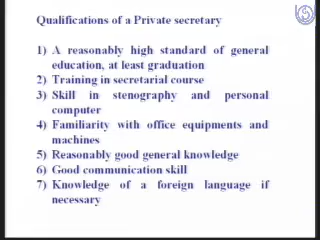 Qualifications of a Private secretary
1) A reasonably high standard of general
education, at least graduation
2) Training in secretarial course
3) Skill in stenography and personal
computer
4) Familiarity with office equipments and
machines
5) Reasonably good general knowledge
6) Good communication skill
7) Knowledge of a foreign language if
necessary